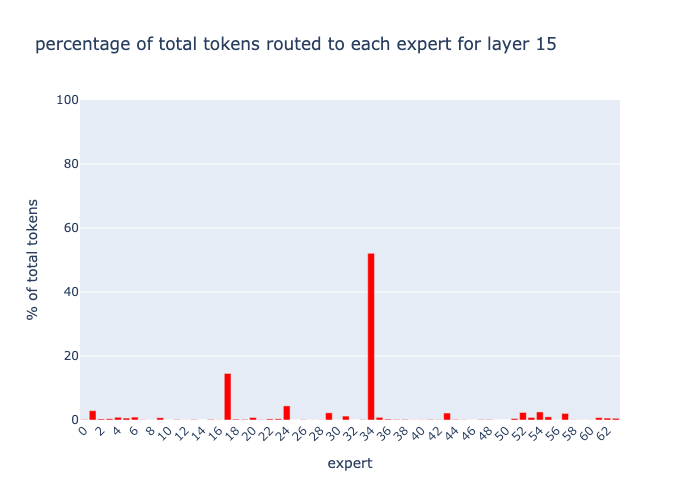 percentage of total tokens routed to each expert for layer 15
100
80
60
40
20
0
% of total tokens
0 2 4 6 8 10 12 14 16 18 20 22 24 26 28 30 32 34 36 38 40 42 44 46 48 50 52 54 56 58 60 62
expert